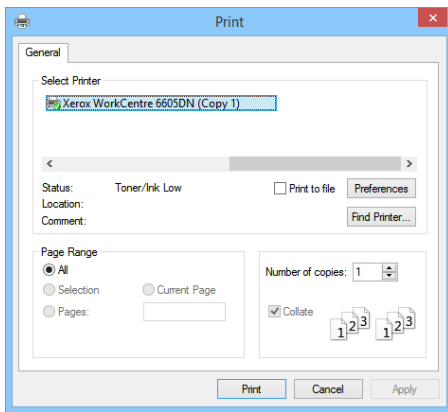 Print
General
Select Printer
Xerox WorkCentre 6605DN (Copy 1)
Status: Toner/Ink Low
Print to file
Preferences
Location:
Comment:
Find Printer...
Page Range
All
Selection
Current Page
Pages:
Number of copies: 1
Collate
1 2 3 1 2 3
Print Cancel Apply